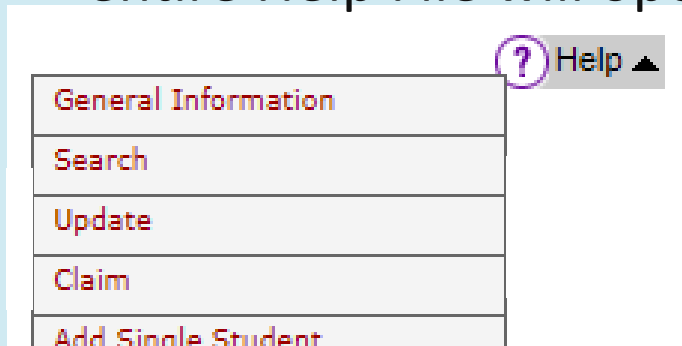 Help
General Information
Search
Update
Claim
Add Single Student